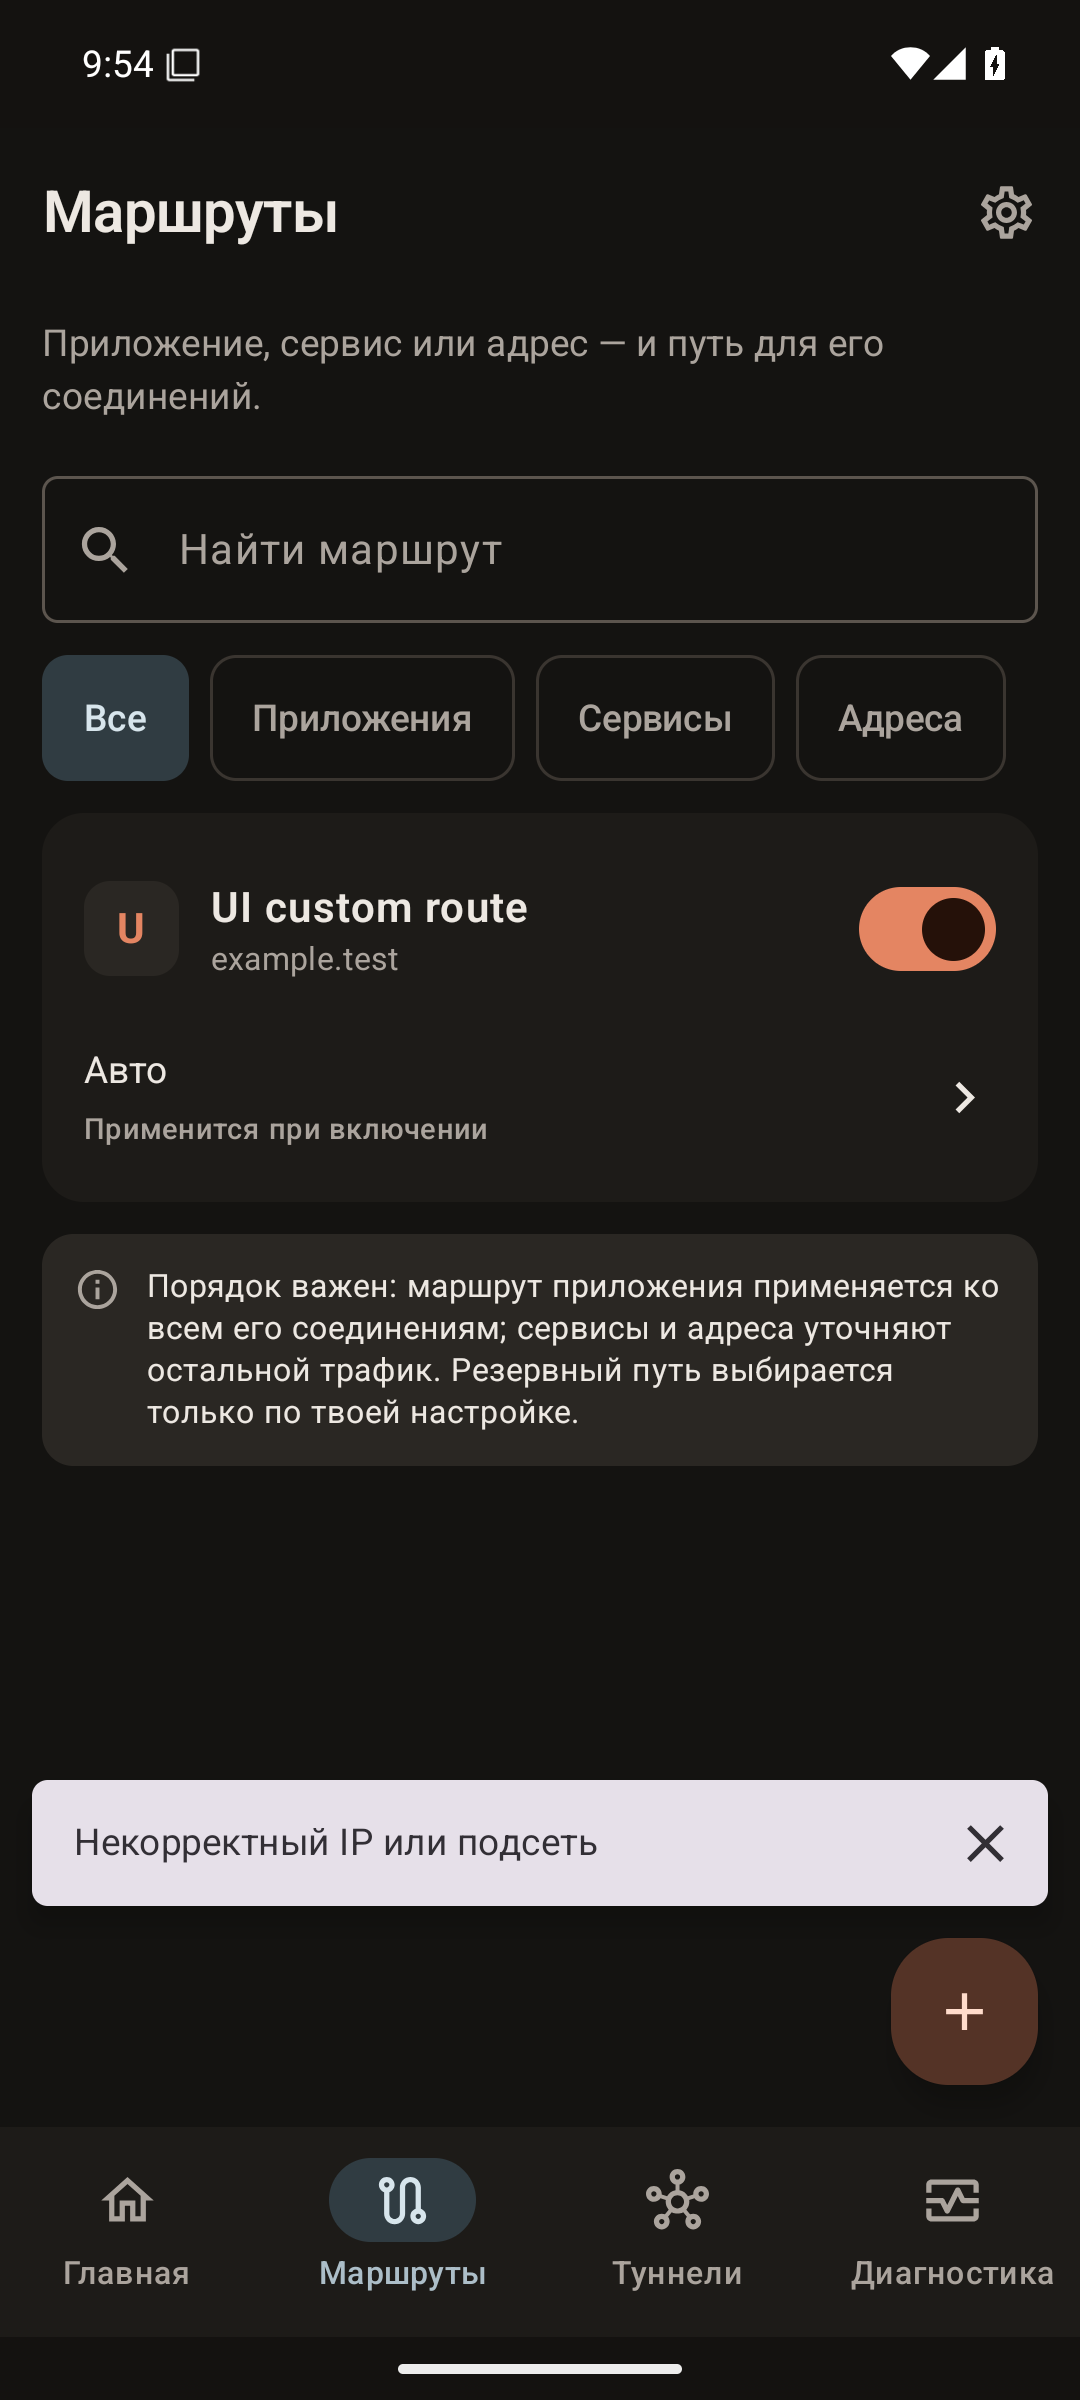 9:54
Маршруты
Приложение, сервис или адрес — и путь для его
соединений.
Найти маршрут
Все
Приложения
Сервисы
Адреса
U
UI custom route
example.test
Авто
Применится при включении
Порядок важен: маршрут приложения применяется ко
всем его соединениям; сервисы и адреса уточняют
остальной трафик. Резервный путь выбирается
только по твоей настройке.
Некорректный IP или подсеть
Главная
Маршруты
Туннели
Диагностика